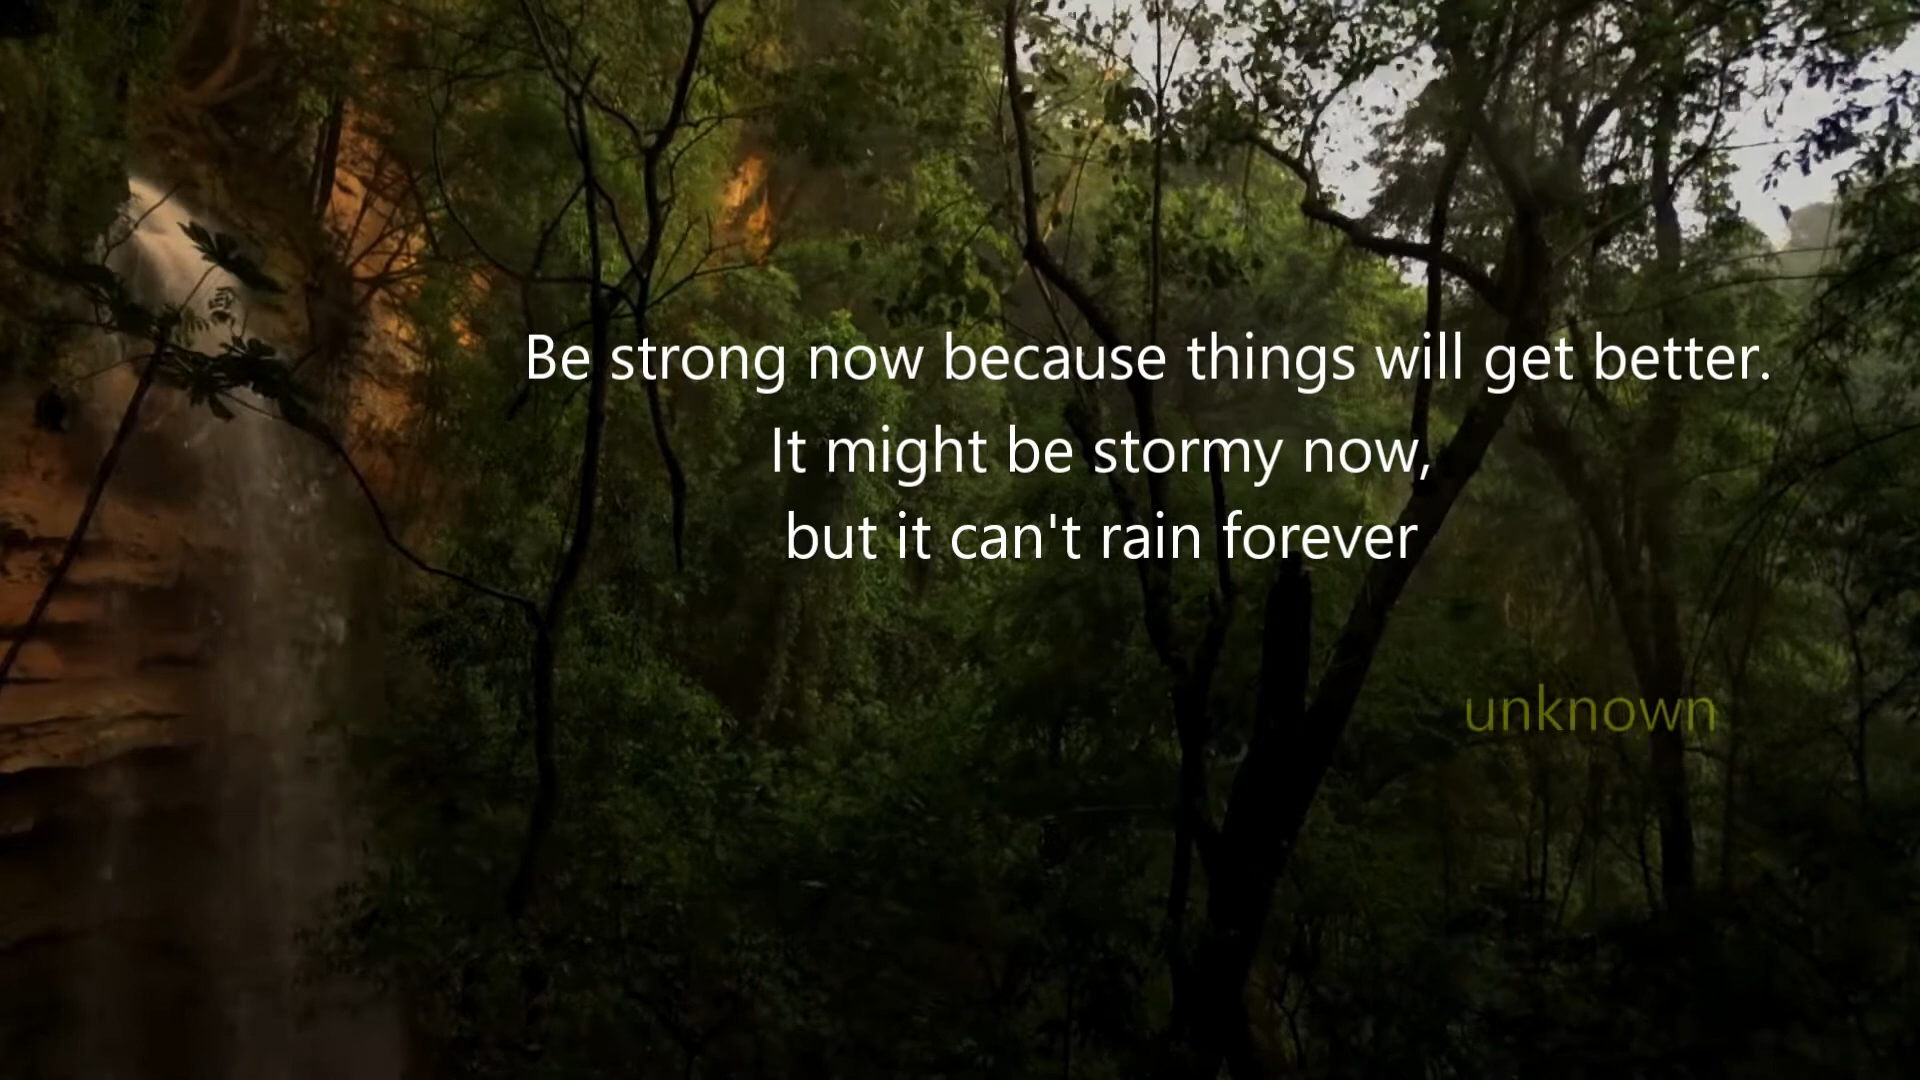 Be strong now because things will get better.
It might be stormy now,
but it can't rain forever
unknown